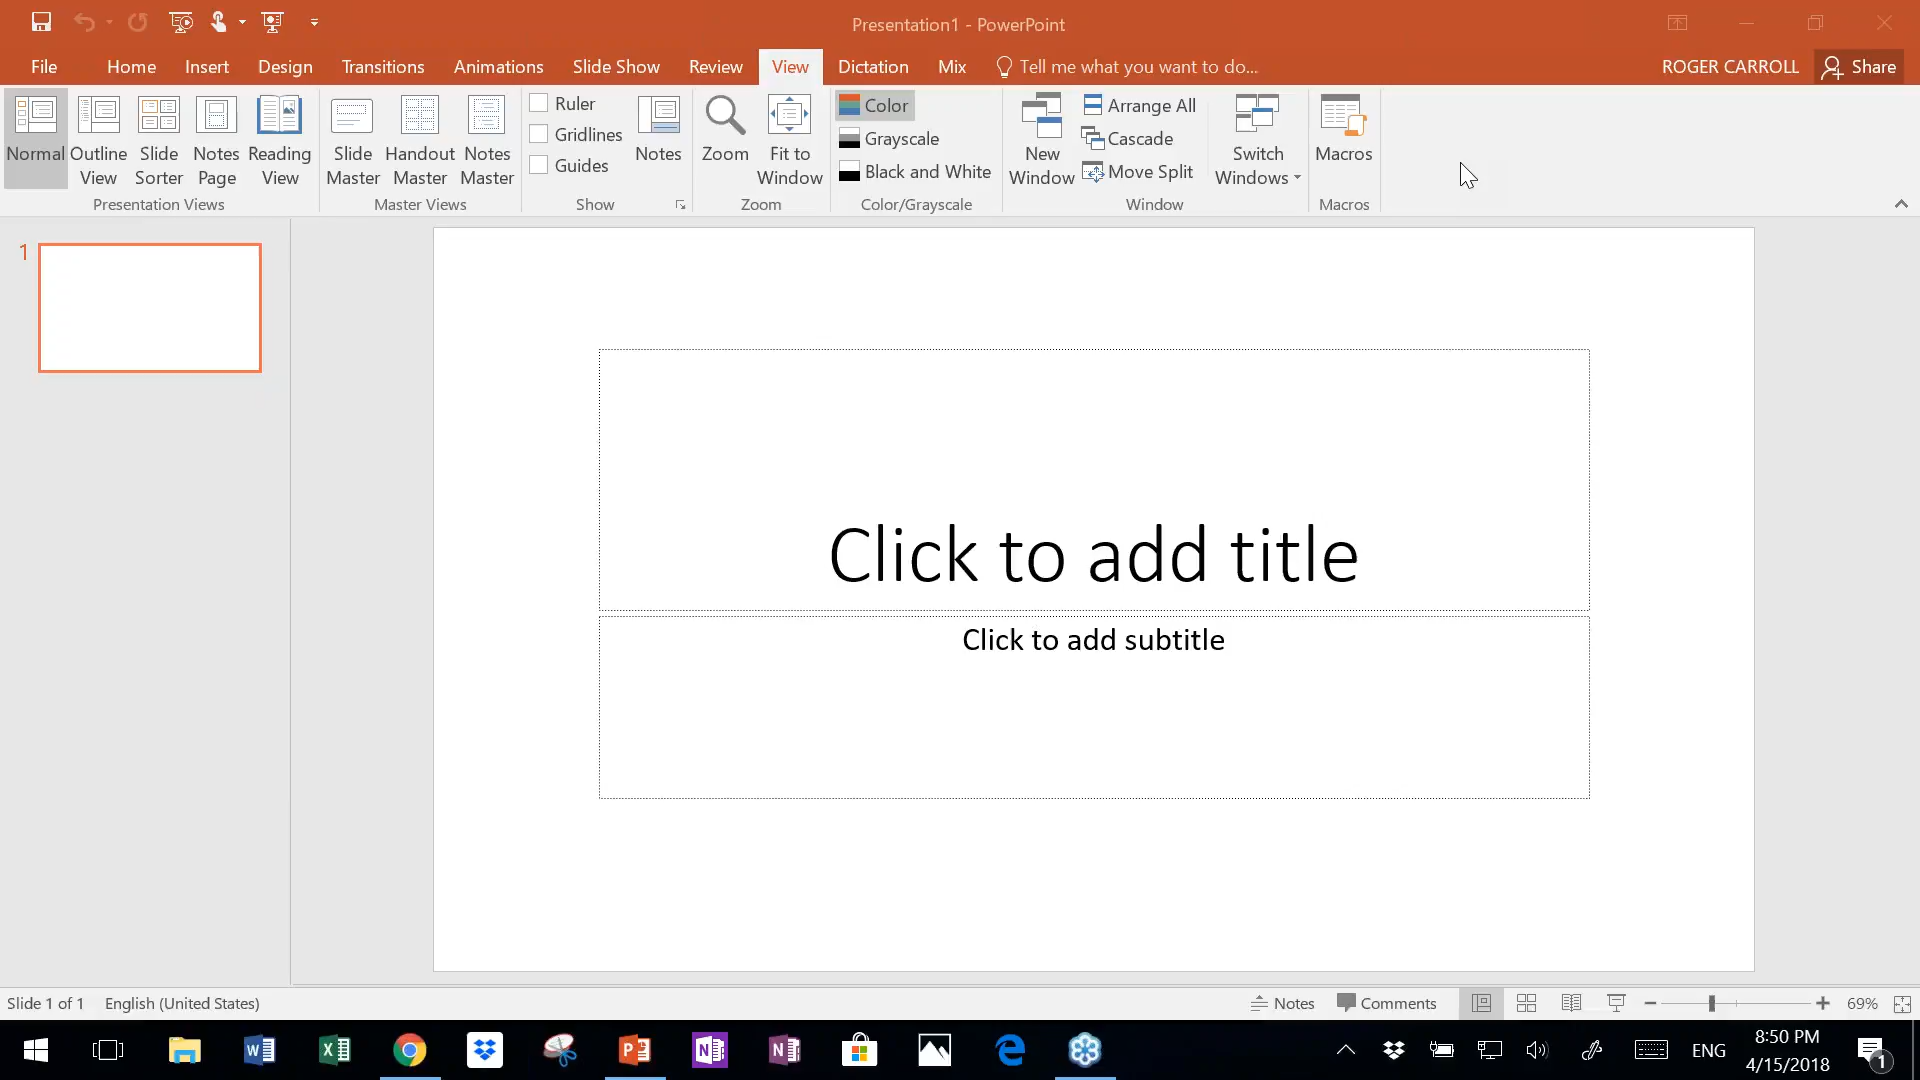 Presentation1 - PowerPoint
File Home Insert Design Transitions Animations Slide Show Review View Dictation Mix Tell me what you want to do... ROGER CARROLL Share
Normal
Outline View
Slide Sorter
Notes Page
Reading View
Presentation Views
Slide Master
Handout Master
Notes Master
Master Views
Ruler
Gridlines
Guides
Notes
Show
Zoom
Fit to Window
Zoom
Color
Grayscale
Black and White
Color/Grayscale
New Window
Arrange All
Cascade
Move Split
Switch Windows
Window
Macros
Macros
1
Click to add title
Click to add subtitle
Slide 1 of 1 English (United States) Notes Comments 69%
ENG
8:50 PM
4/15/2018
1